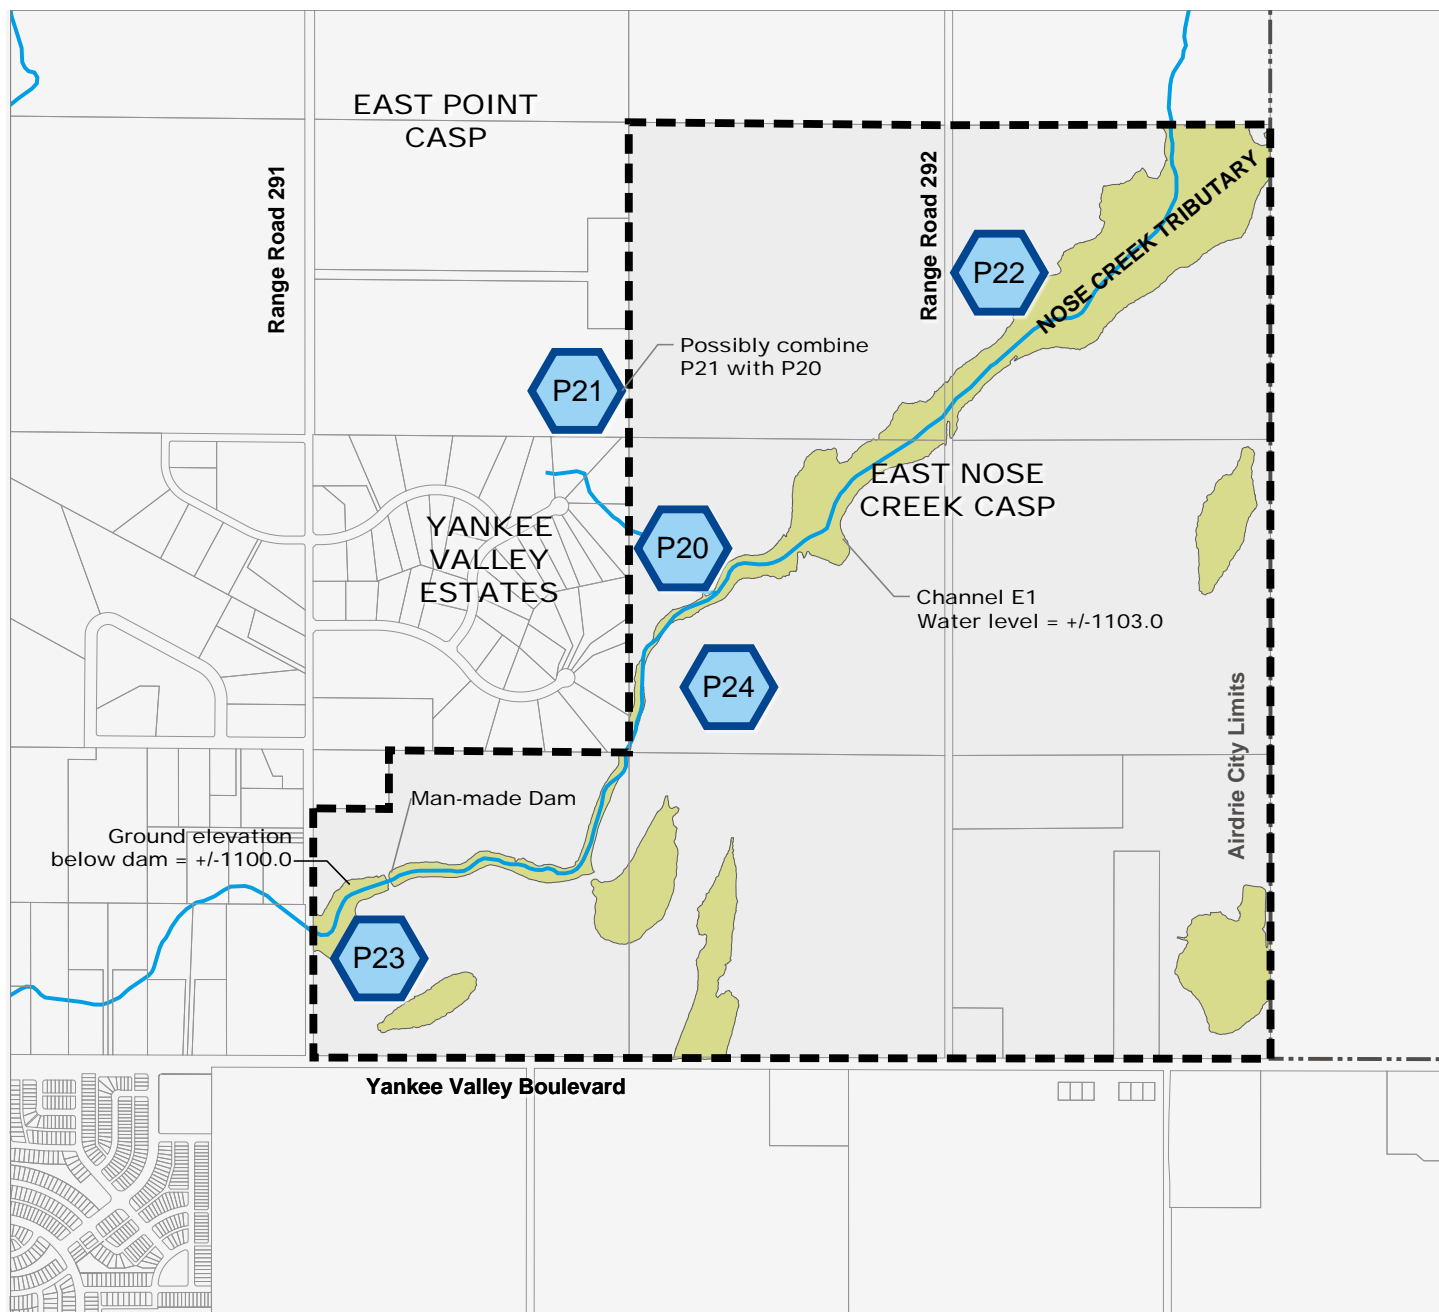 EAST POINT
CASP
Range Road 291
Range Road 292
NOSE CREEK TRIBUTARY
P22
Possibly combine
P21 with P20
P21
EAST NOSE
CREEK CASP
YANKEE
VALLEY
ESTATES
P20
Channel E1
Water level = +/-1103.0
P24
Airdrie City Limits
Man-made Dam
Ground elevation
below dam = +/-1100.0
P23
Yankee Valley Boulevard